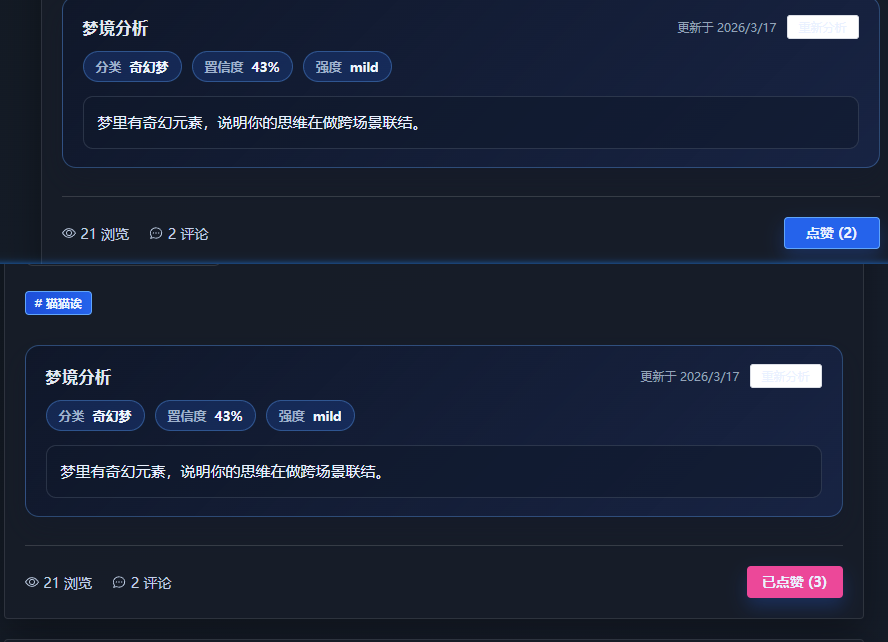 梦境分析
更新于 2026/3/17 重新分析
分类 奇幻梦 置信度 43% 强度 mild
梦里有奇幻元素，说明你的思维在做跨场景联结。
21 浏览 2 评论 点赞 (2)
# 猫猫诶
梦境分析
更新于 2026/3/17 重新分析
分类 奇幻梦 置信度 43% 强度 mild
梦里有奇幻元素，说明你的思维在做跨场景联结。
21 浏览 2 评论 已点赞 (3)